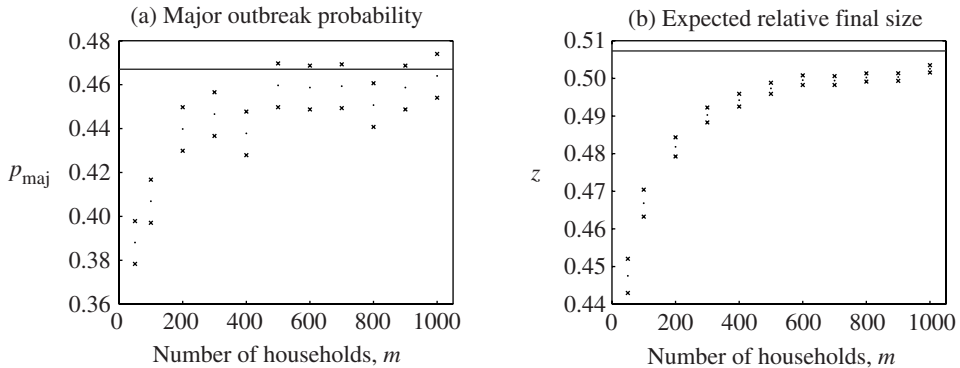 (a) Major outbreak probability
0.48
0.46
0.44
0.42
p_maj
0.40
0.38
0.36
0 200 400 600 800 1000
Number of households, m
(b) Expected relative final size
0.51
0.50
0.49
0.48
z
0.47
0.46
0.45
0.44
0 200 400 600 800 1000
Number of households, m